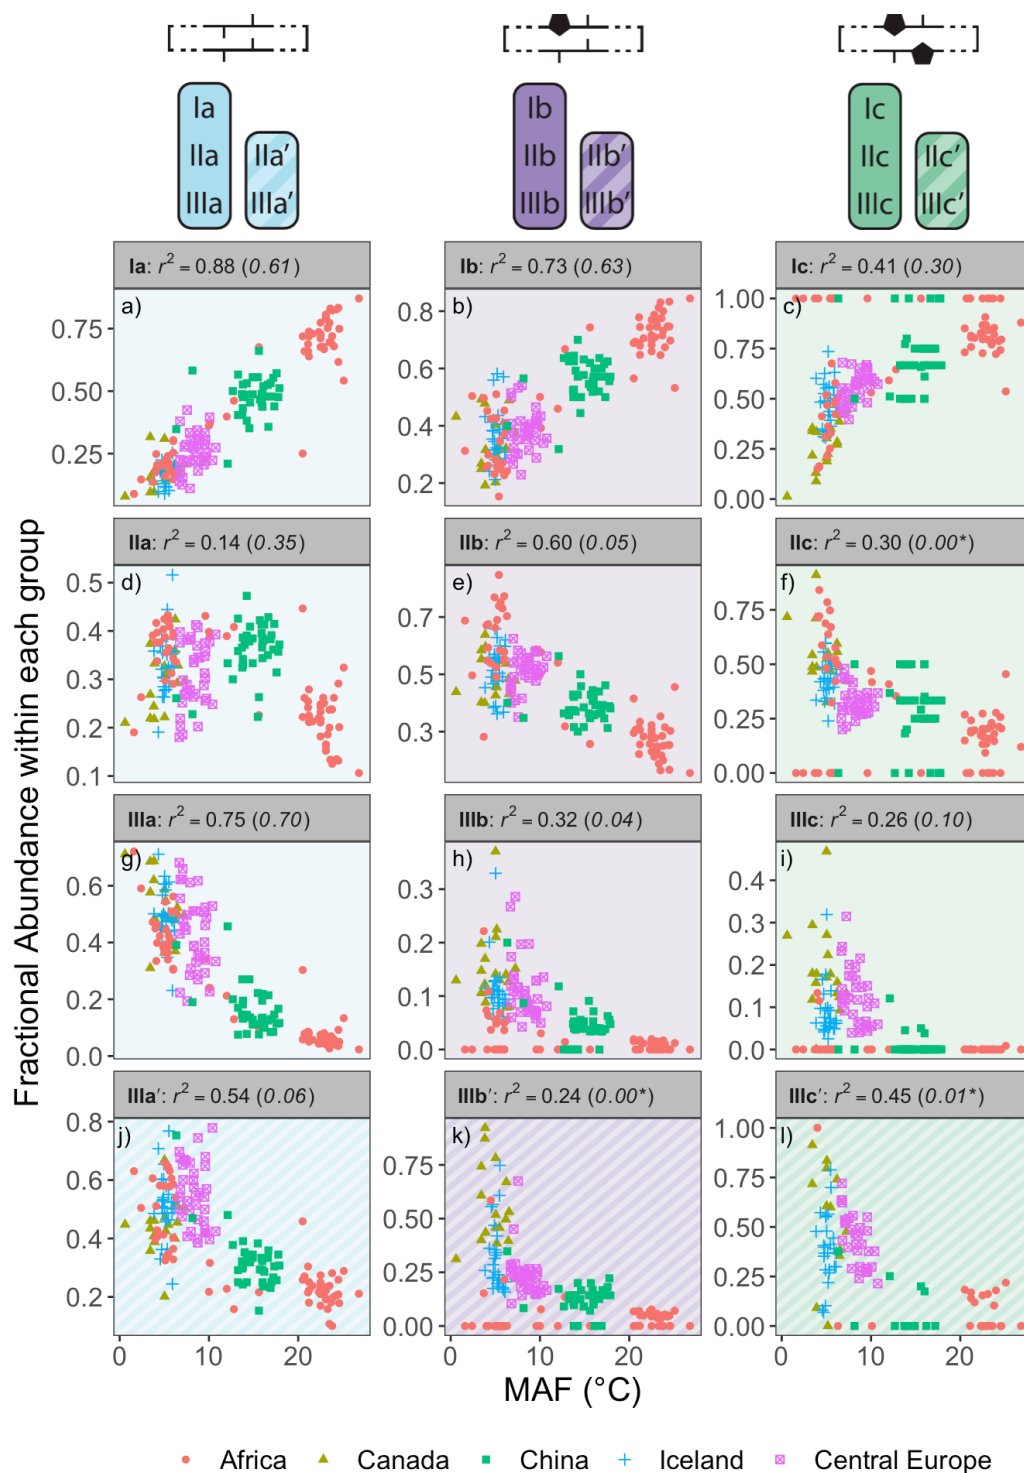 Ia Ib Ic
IIa IIa′ IIb IIb′ IIc IIc′
IIIa IIIa′ IIIb IIIb′ IIIc IIIc′
Ia: r² = 0.88 (0.61) Ib: r² = 0.73 (0.63) Ic: r² = 0.41 (0.30)
a) b) c)
0.75 0.50 0.25
0.8 0.6 0.4 0.2
1.00 0.75 0.50 0.25 0.00
IIa: r² = 0.14 (0.35) IIb: r² = 0.60 (0.05) IIc: r² = 0.30 (0.00*)
d) e) f)
0.5 0.4 0.3 0.2 0.1
0.7 0.5 0.3
0.75 0.50 0.25 0.00
IIIa: r² = 0.75 (0.70) IIIb: r² = 0.32 (0.04) IIIc: r² = 0.26 (0.10)
g) h) i)
0.6 0.4 0.2 0.0
0.3 0.2 0.1 0.0
0.4 0.3 0.2 0.1 0.0
IIIa′: r² = 0.54 (0.06) IIIb′: r² = 0.24 (0.00*) IIIc′: r² = 0.45 (0.01*)
j) k) l)
0.8 0.6 0.4 0.2
0.75 0.50 0.25 0.00
1.00 0.75 0.50 0.25 0.00
0 10 20 0 10 20 0 10 20
Fractional Abundance within each group
MAF (°C)
Africa Canada China Iceland Central Europe